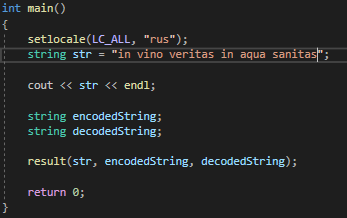 int main()
{
setlocale(LC_ALL, "rus");
string str = "in vino veritas in aqua sanitas";
cout << str << endl;
string encodedString;
string decodedString;
result(str, encodedString, decodedString);
return 0;
}